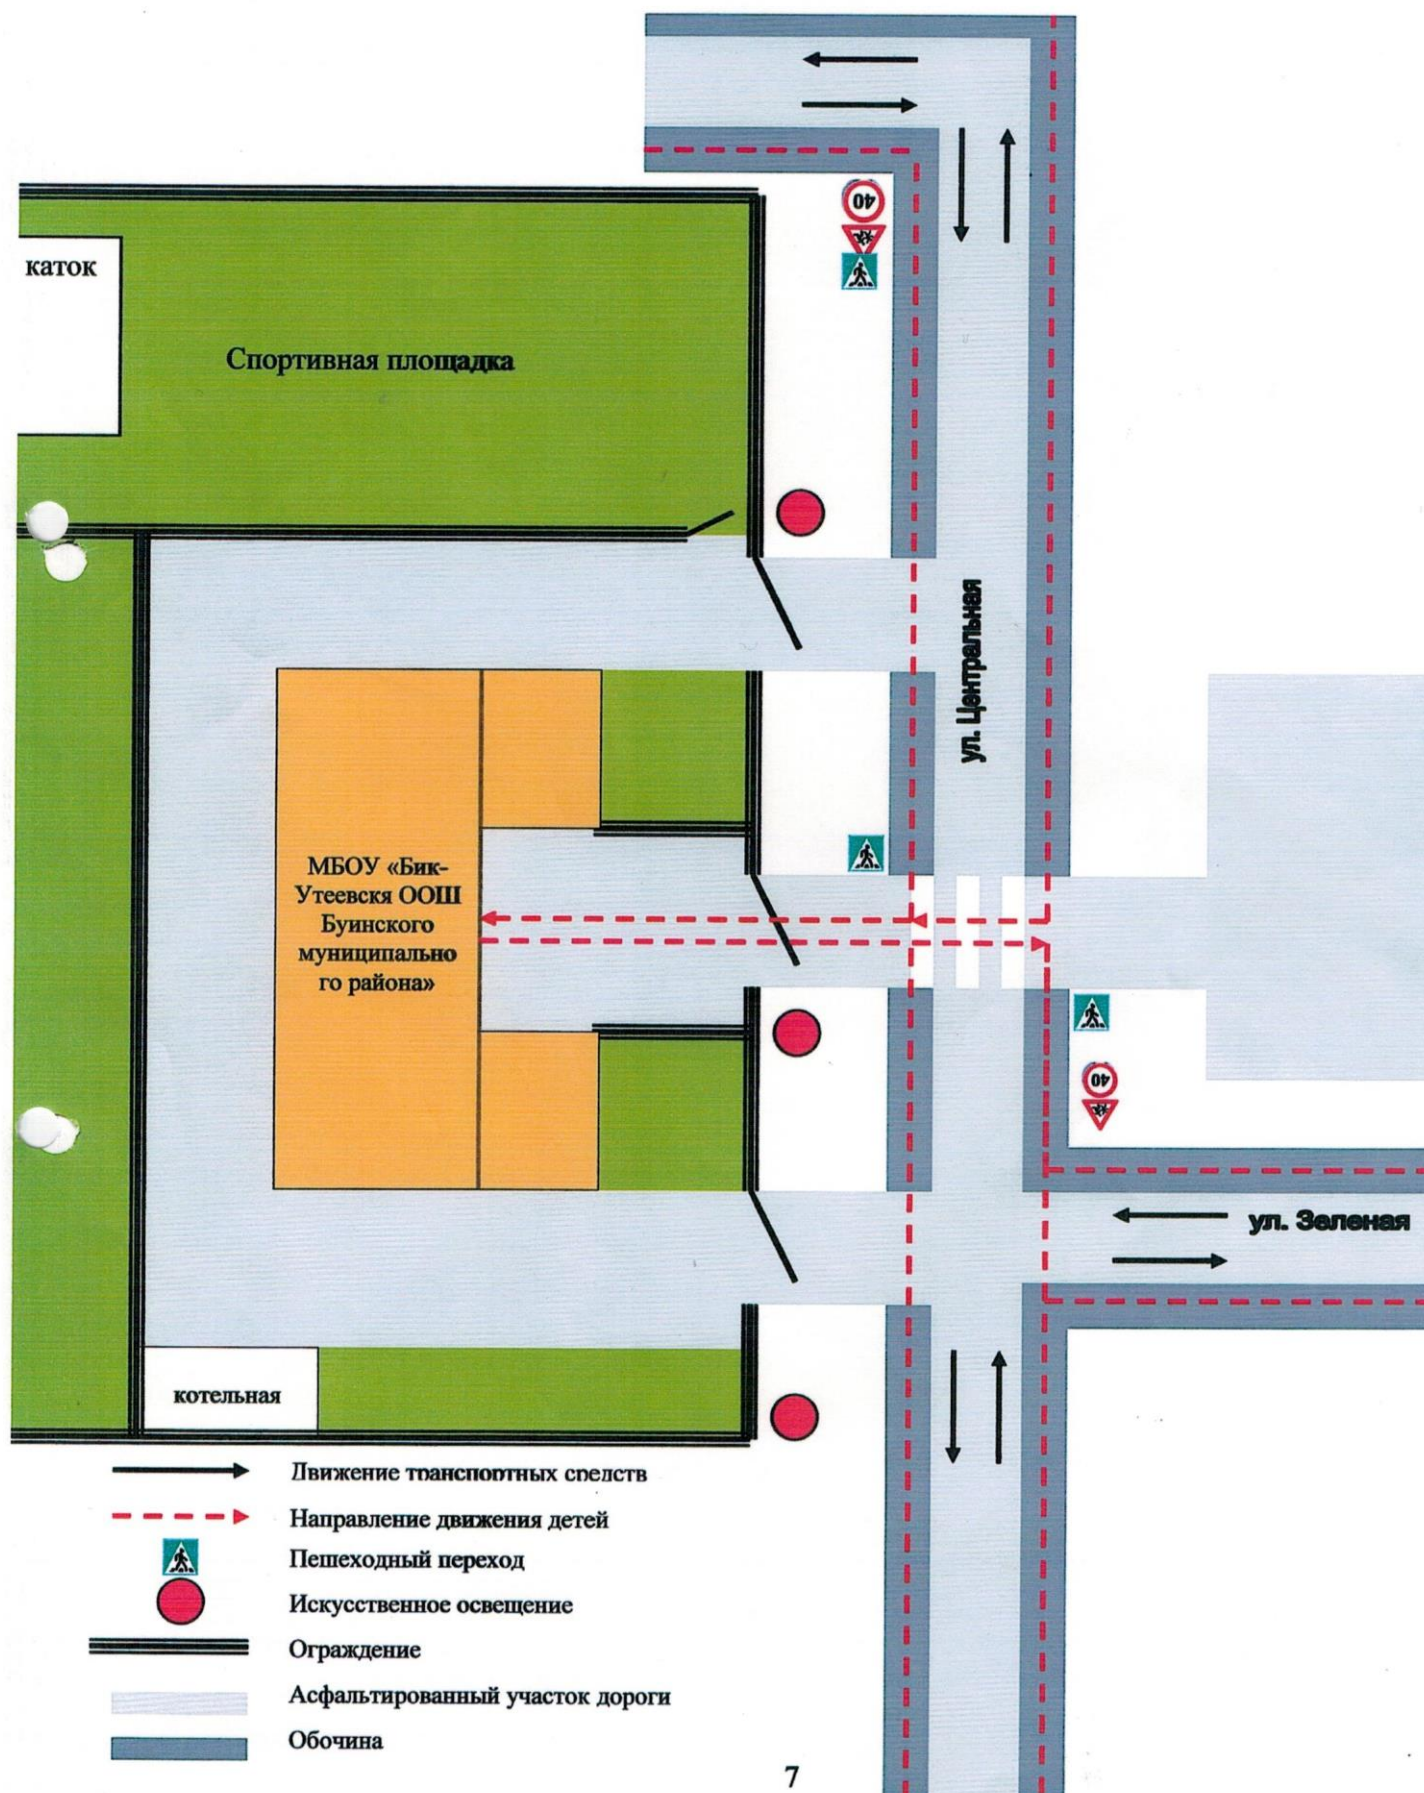 40
каток
Спортивная площадка
ул. Центральная
МБОУ «Бик-
Утеевскя ООШ
Буинского
муниципально
го района»
40
ул. Зеленая
котельная
Движение транспортных средств
Направление движения детей
Пешеходный переход
Искусственное освещение
Ограждение
Асфальтированный участок дороги
Обочина
7